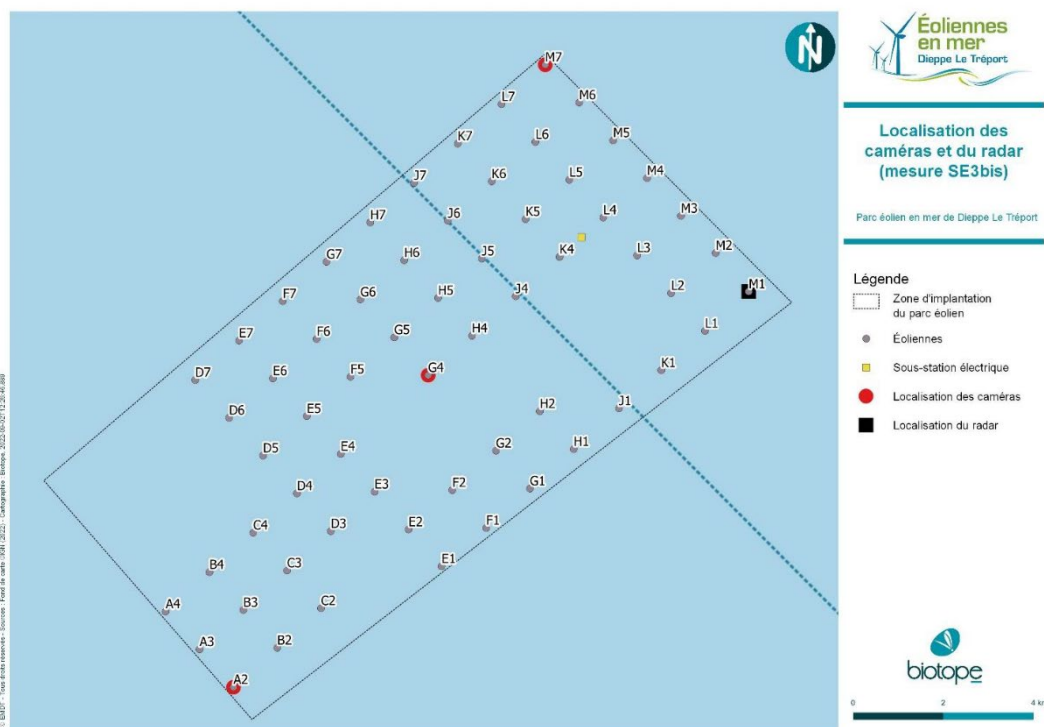 N
M7
L7
M6
K7
L6
M5
J7
K6
L5
M4
H7
J6
K5
L4
M3
G7
H6
J5
K4
L3
M2
F7
G6
H5
J4
L2
M1
E7
F6
G5
H4
L1
D7
E6
F5
G4
K1
D6
E5
H2
J1
D5
E4
G2
H1
D4
E3
F2
G1
C4
D3
E2
F1
B4
C3
E1
A4
B3
C2
A3
B2
A2
Éoliennes
en mer
Dieppe Le Tréport
Localisation des
caméras et du radar
(mesure SE3bis)
Parc éolien en mer de Dieppe Le Tréport
Légende
Zone d'implantation
du parc éolien
Éoliennes
Sous-station électrique
Localisation des caméras
Localisation du radar
biotope
0 2 4 km